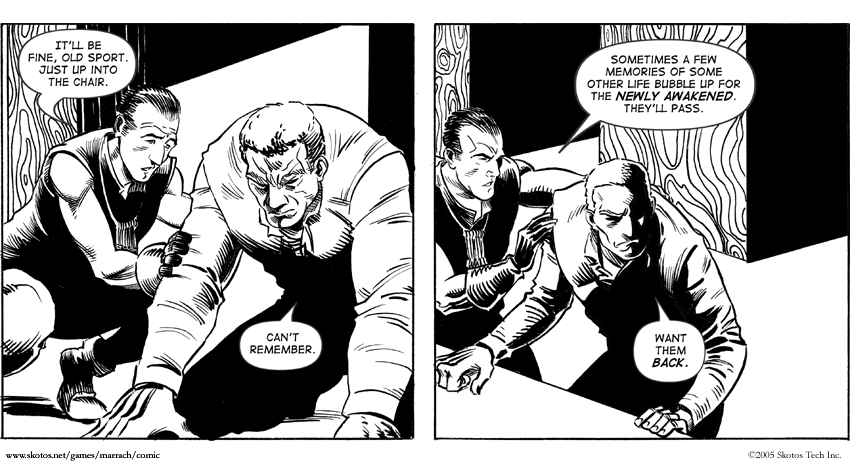 IT'LL BE
FINE, OLD SPORT.
JUST UP INTO
THE CHAIR.
CAN'T
REMEMBER.
SOMETIMES A FEW
MEMORIES OF SOME
OTHER LIFE BUBBLE UP FOR
THE NEWLY AWAKENED.
THEY'LL PASS.
WANT
THEM
BACK.
www.skotos.net/games/marrach/comic
©2005 Skotos Tech Inc.